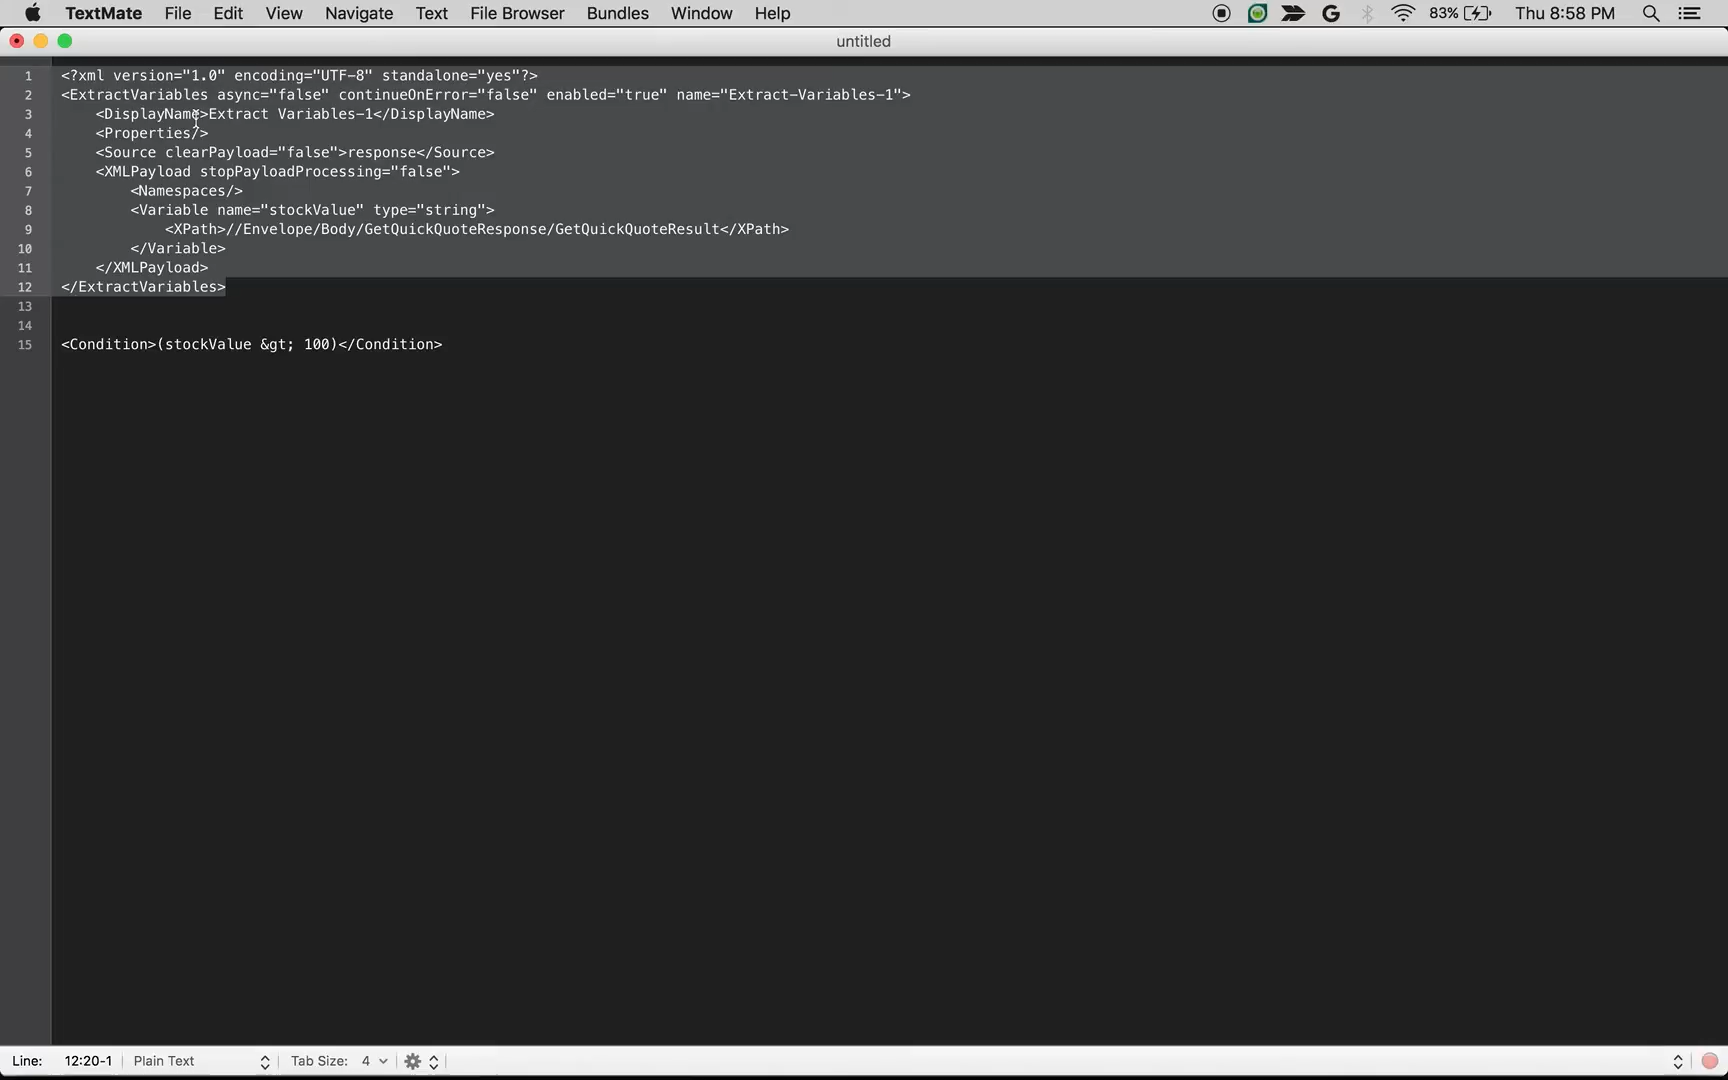 TextMate File Edit View Navigate Text File Browser Bundles Window Help 83% Thu 8:58 PM
untitled
1 <?xml version="1.0" encoding="UTF-8" standalone="yes"?>
2 <ExtractVariables async="false" continueOnError="false" enabled="true" name="Extract-Variables-1">
3 <DisplayName>Extract Variables-1</DisplayName>
4 <Properties/>
5 <Source clearPayload="false">response</Source>
6 <XMLPayload stopPayloadProcessing="false">
7 <Namespaces/>
8 <Variable name="stockValue" type="string">
9 <XPath>//Envelope/Body/GetQuickQuoteResponse/GetQuickQuoteResult</XPath>
10 </Variable>
11 </XMLPayload>
12 </ExtractVariables>
13
14
15 <Condition>(stockValue &gt; 100)</Condition>
Line: 12:20-1 Plain Text Tab Size: 4